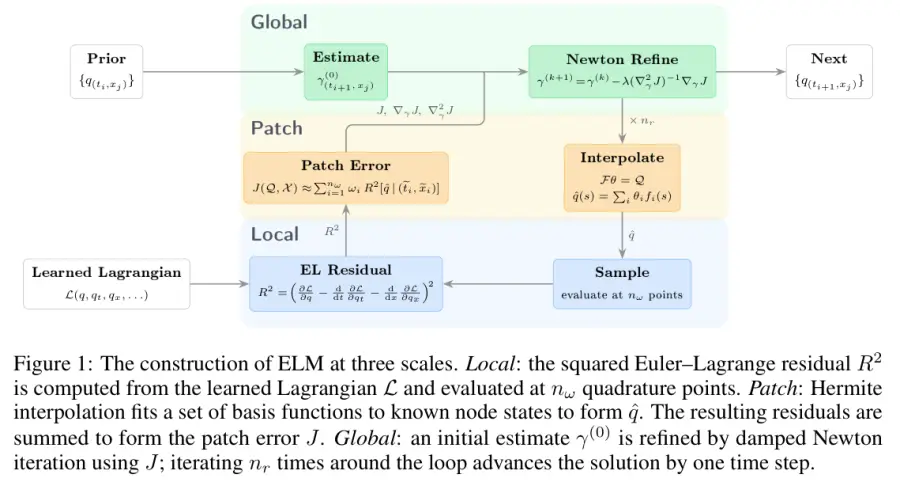 Global
Prior
{q(t_i,x_j)}
Estimate
γ^{(0)}_{(t_{i+1},x_j)}
Newton Refine
γ^{(k+1)} = γ^{(k)} − λ(∇²_γ J)^{−1} ∇_γ J
Next
{q(t_{i+1},x_j)}
J, ∇_γ J, ∇²_γ J
× n_r
Patch
Patch Error
J(Q, X) ≈ ∑_{i=1}^{n_ω} ω_i R²[q̂ | (t̃_i, x̃_i)]
Interpolate
Fθ = Q
q̂(s) = ∑_i θ_i f_i(s)
R²
q̂
Local
Learned Lagrangian
L(q, q_t, q_x, . . .)
EL Residual
R² = (∂L/∂q − d/dt ∂L/∂q_t − d/dx ∂L/∂q_x)²
Sample
evaluate at n_ω points
Figure 1: The construction of ELM at three scales. Local: the squared Euler–Lagrange residual R²
is computed from the learned Lagrangian L and evaluated at n_ω quadrature points. Patch: Hermite
interpolation fits a set of basis functions to known node states to form q̂. The resulting residuals are
summed to form the patch error J. Global: an initial estimate γ^{(0)} is refined by damped Newton
iteration using J; iterating n_r times around the loop advances the solution by one time step.